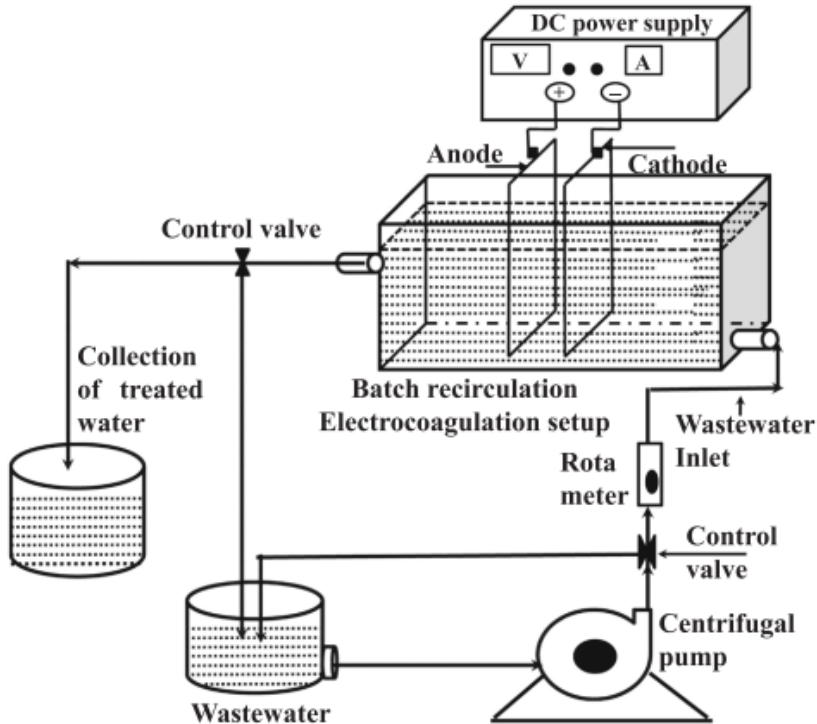 DC power supply
V
A
+
−
Anode
Cathode
Control valve
Collection
of treated
water
Batch recirculation
Electrocoagulation setup
Wastewater
Inlet
Rota
meter
Control
valve
Centrifugal
pump
Wastewater